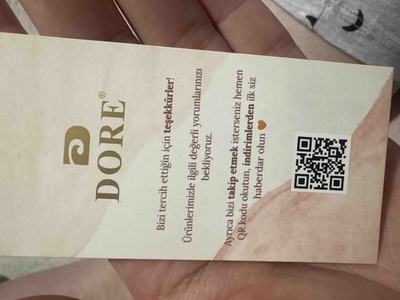 DORE®
Bizi tercih ettiğin için teşekkürler!
Ürünlerimizle ilgili değerli yorumlarınızı
bekliyoruz.
Ayrıca bizi takip etmek isterseniz hemen
QR kodu okutun, indirimlerden ilk siz
haberdar olun 🧡